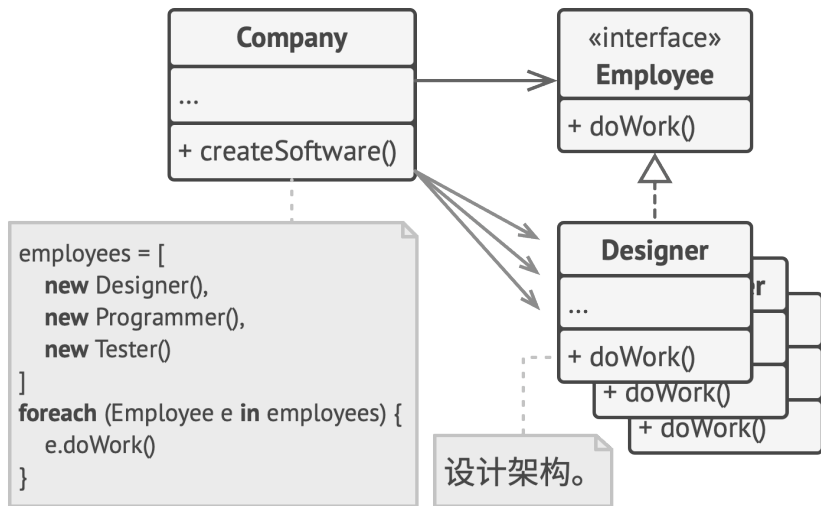 Company
...
+ createSoftware()
«interface»
Employee
+ doWork()
employees = [
new Designer(),
new Programmer(),
new Tester()
]
foreach (Employee e in employees) {
e.doWork()
}
Designer
...
+ doWork()
er
+ doWork()
+ doWork()
设计架构。